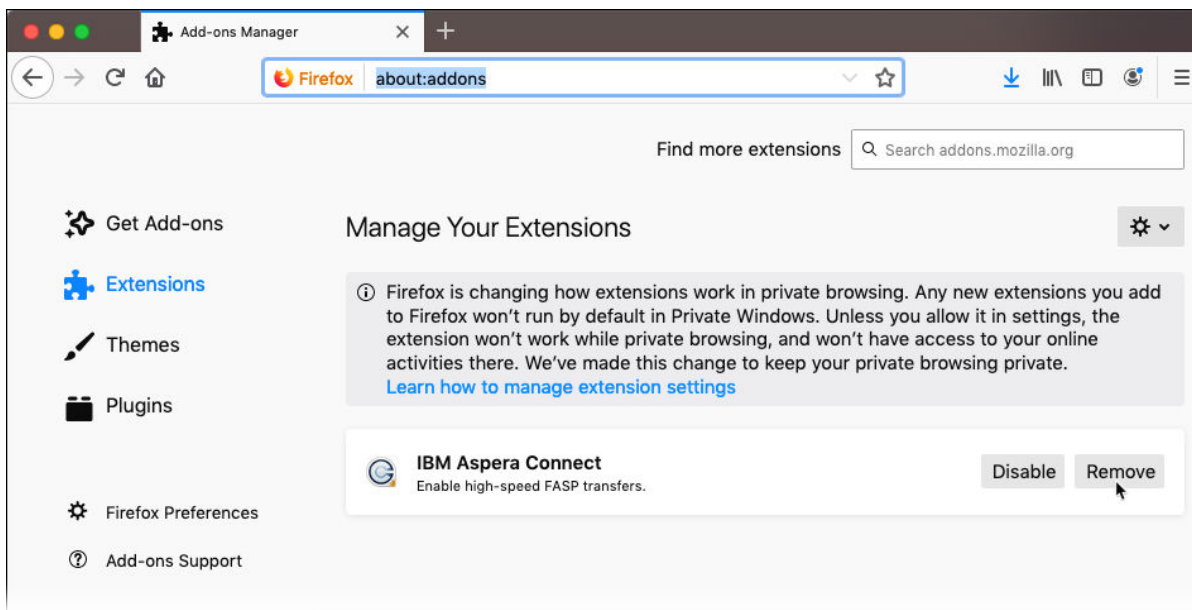 Add-ons Manager
Firefox about:addons
Find more extensions Search addons.mozilla.org
Get Add-ons
Extensions
Themes
Plugins
Firefox Preferences
Add-ons Support
Manage Your Extensions
Firefox is changing how extensions work in private browsing. Any new extensions you add
to Firefox won’t run by default in Private Windows. Unless you allow it in settings, the
extension won’t work while private browsing, and won’t have access to your online
activities there. We’ve made this change to keep your private browsing private.
Learn how to manage extension settings
IBM Aspera Connect
Enable high-speed FASP transfers.
Disable Remove